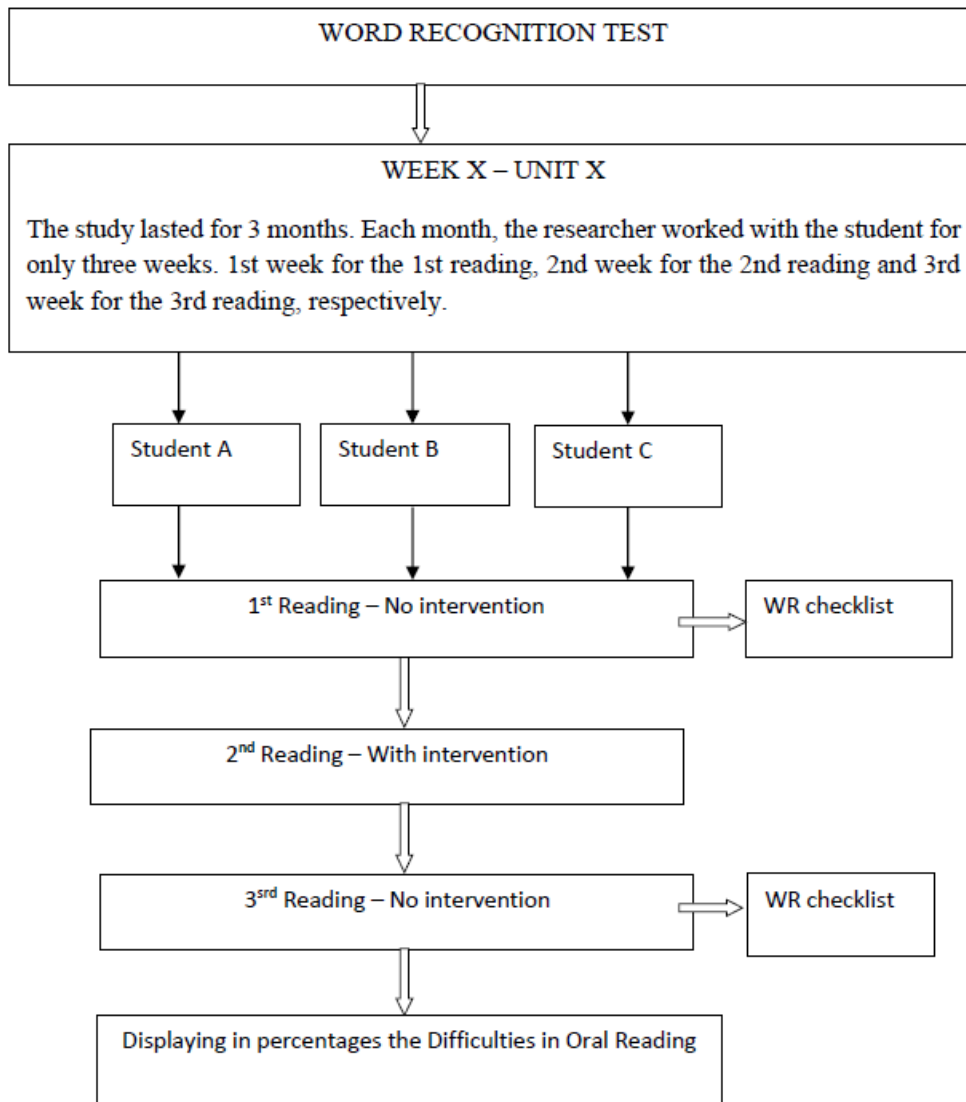 WORD RECOGNITION TEST
WEEK X – UNIT X
The study lasted for 3 months. Each month, the researcher worked with the student for
only three weeks. 1st week for the 1st reading, 2nd week for the 2nd reading and 3rd
week for the 3rd reading, respectively.
Student A
Student B
Student C
1st Reading – No intervention
WR checklist
2nd Reading – With intervention
3srd Reading – No intervention
WR checklist
Displaying in percentages the Difficulties in Oral Reading